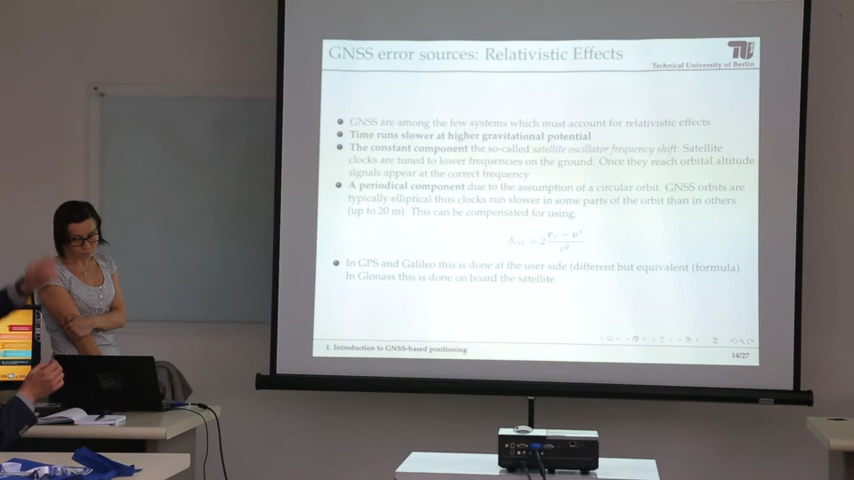 GNSS error sources: Relativistic Effects
Technical University of Berlin
GNSS are among the few systems which must account for relativistic effects
Time runs slower at higher gravitational potential
The constant component the so-called satellite oscillator frequency shift: Satellite
clocks are tuned to lower frequencies on the ground. Once they reach orbital altitude
signals appear at the correct frequency
A periodical component due to the assumption of a circular orbit. GNSS orbits are
typically elliptical thus clocks run slower in some parts of the orbit than in others
(up to 20 m). This can be compensated for using:
In GPS and Galileo this is done at the user side (different but equivalent (formula).
In Glonass this is done on board the satellite
1. Introduction to GNSS-based positioning
14/27